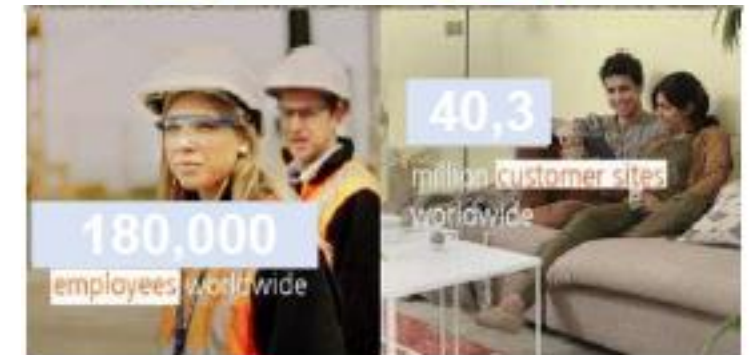 180,000
employees worldwide
40,3
million customer sites
worldwide